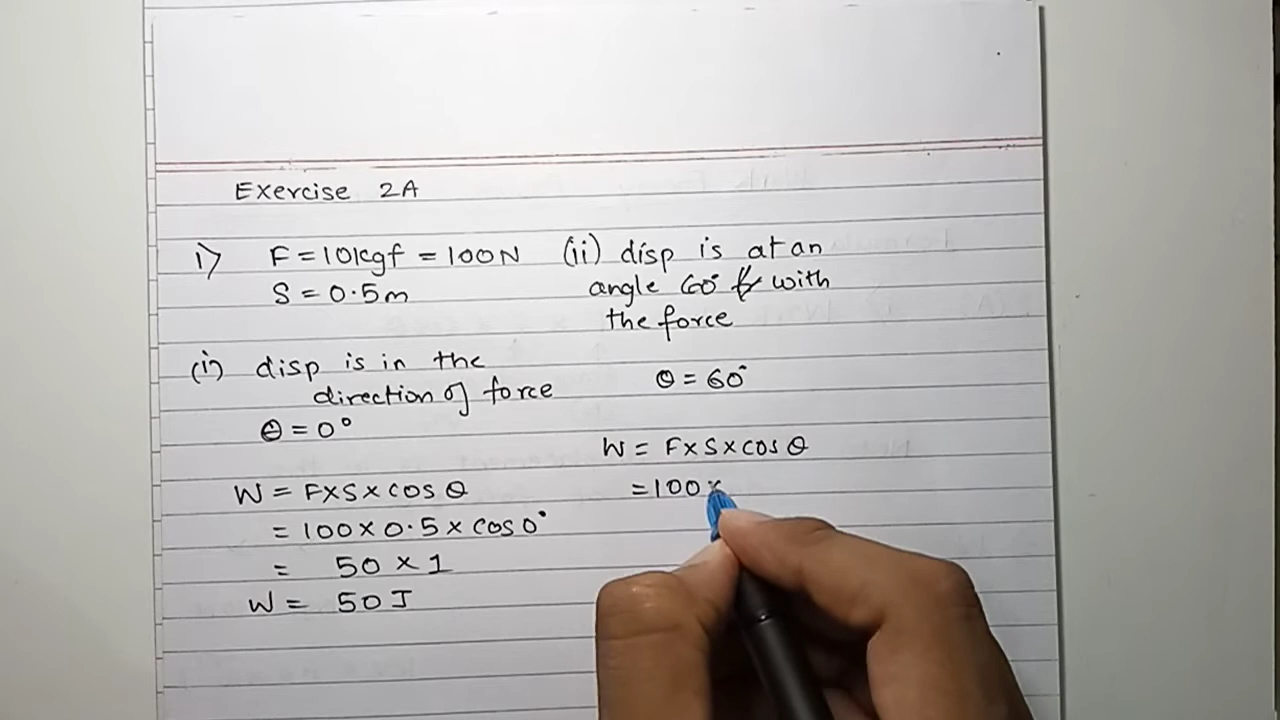 Exercise 2A
1) F = 10kgf = 100N
S = 0.5m
(i) disp is in the
direction of force
θ = 0°
W = F×S×cos θ
= 100 × 0.5 × cos 0°
= 50 × 1
W = 50J
(ii) disp is at an
angle 60° with
the force
θ = 60°
W = F×S×cos θ
= 100 ×